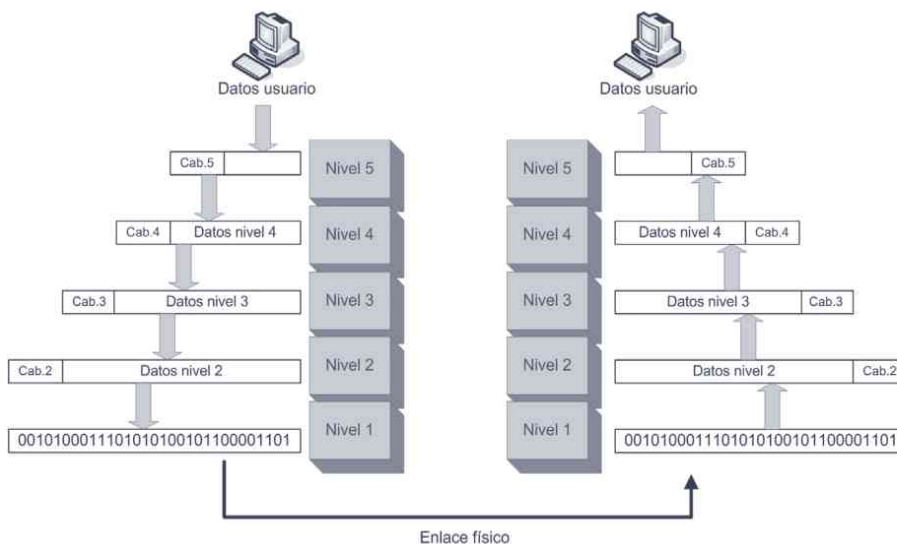 Datos usuario
Datos usuario
Cab.5
Nivel 5
Nivel 5
Cab.5
Cab.4
Datos nivel 4
Nivel 4
Nivel 4
Datos nivel 4
Cab.4
Cab.3
Datos nivel 3
Nivel 3
Nivel 3
Datos nivel 3
Cab.3
Cab.2
Datos nivel 2
Nivel 2
Nivel 2
Datos nivel 2
Cab.2
0010100011101010100101100001101
Nivel 1
Nivel 1
0010100011101010100101100001101
Enlace físico